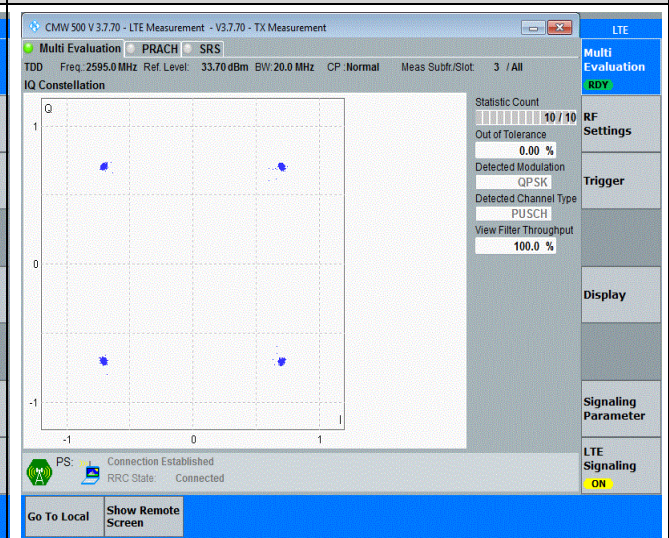 CMW 500 V 3.7.70 - LTE Measurement - V3.7.70 - TX Measurement
Multi Evaluation PRACH SRS
TDD Freq.:2595.0 MHz Ref. Level: 33.70 dBm BW:20.0 MHz CP :Normal Meas Subfr./Slot: 3 / All
IQ Constellation
Q
1
0
-1
I
-1 0 1
Statistic Count
10 / 10
Out of Tolerance
0.00 %
Detected Modulation
QPSK
Detected Channel Type
PUSCH
View Filter Throughput
100.0 %
PS: Connection Established
RRC State: Connected
Go To Local
Show Remote
Screen
LTE
Multi
Evaluation
RDY
RF
Settings
Trigger
Display
Signaling
Parameter
LTE
Signaling
ON